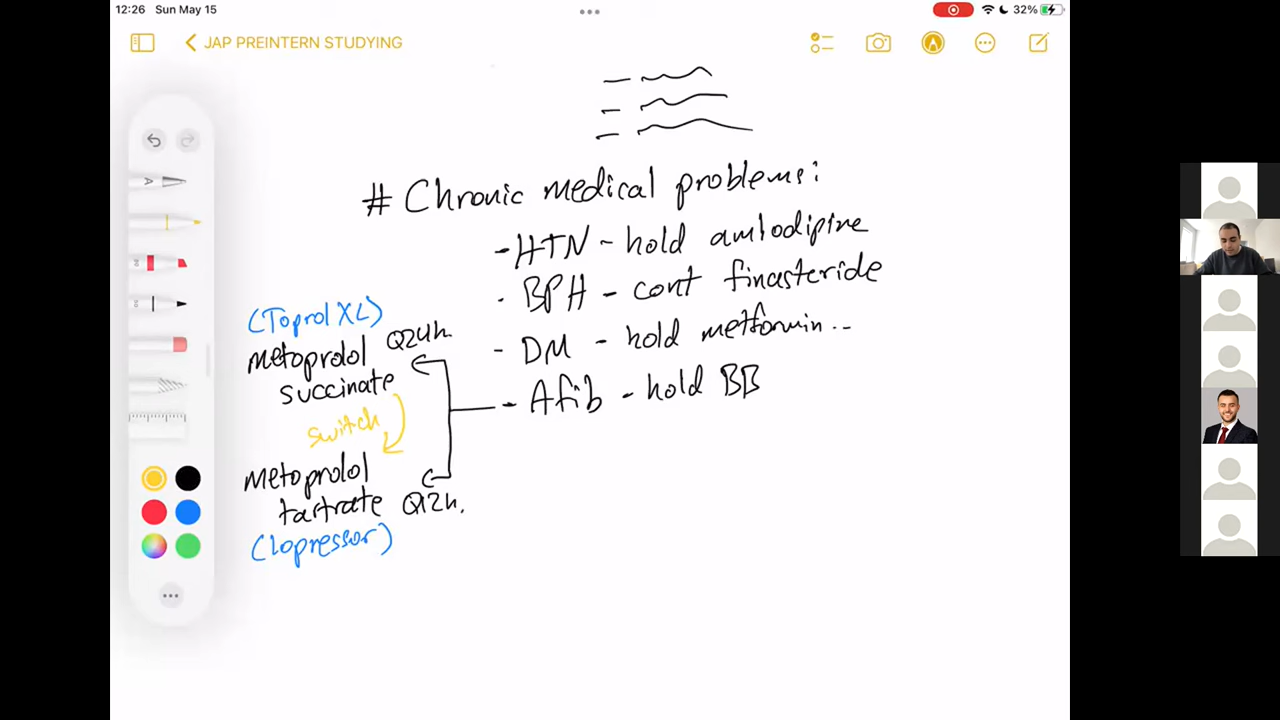 12:26 Sun May 15
32%
JAP PREINTERN STUDYING
# Chronic medical problems:
- HTN - hold amlodipine
- BPH - cont finasteride
- DM - hold metformin ..
- Afib - hold BB
(Toprol XL)
metoprolol Q24h.
succinate
switch
metoprolol
tartrate Q12h.
(lopressor)